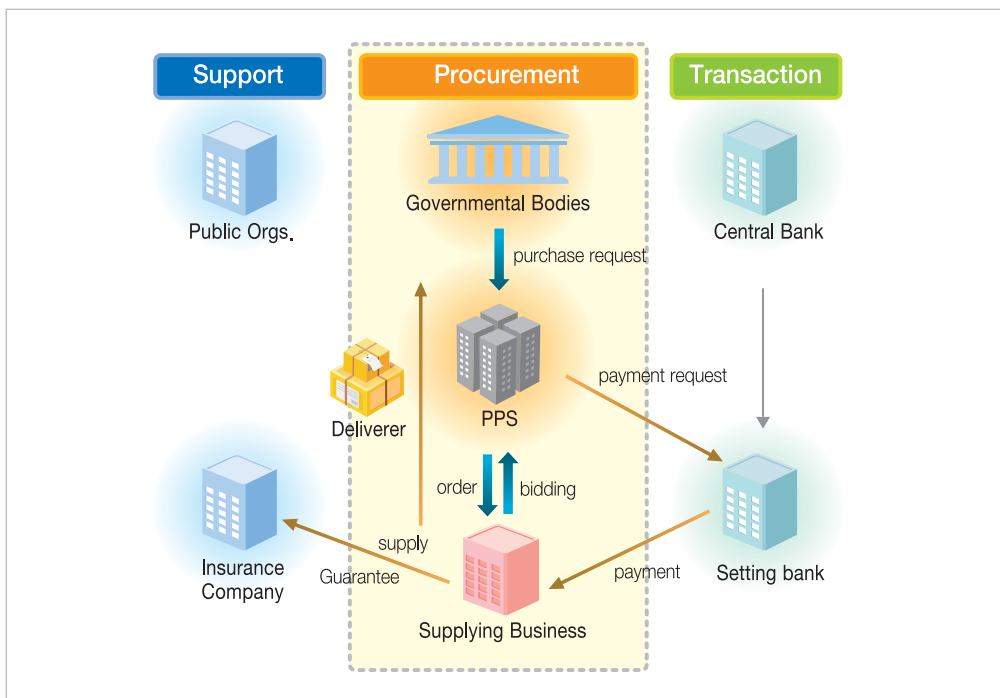 Support
Procurement
Transaction
Public Orgs.
Governmental Bodies
Central Bank
purchase request
payment request
Deliverer
PPS
order
bidding
supply
Guarantee
Insurance
Company
payment
Setting bank
Supplying Business